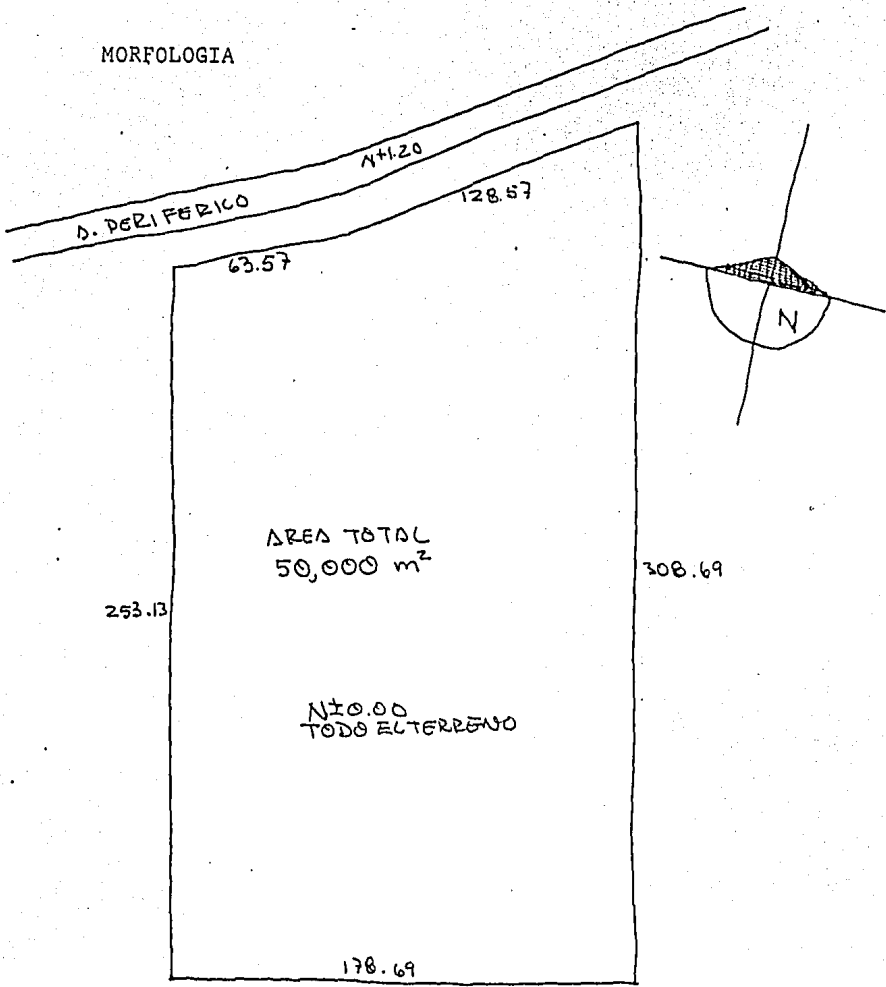 MORFOLOGIA
N+1.20
A. PERIFERICO
128.57
63.57
N
AREA TOTAL
50,000 m²
308.69
253.13
N±0.00
TODO EL TERRENO
178.69